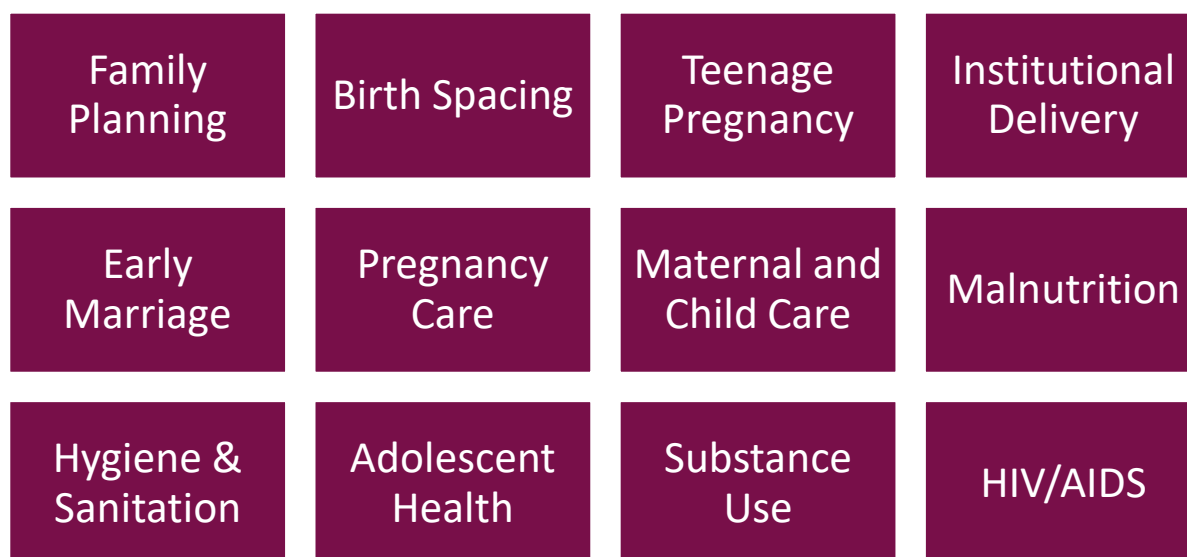 Family
Planning
Birth Spacing
Teenage
Pregnancy
Institutional
Delivery
Early
Marriage
Pregnancy
Care
Maternal and
Child Care
Malnutrition
Hygiene &
Sanitation
Adolescent
Health
Substance
Use
HIV/AIDS